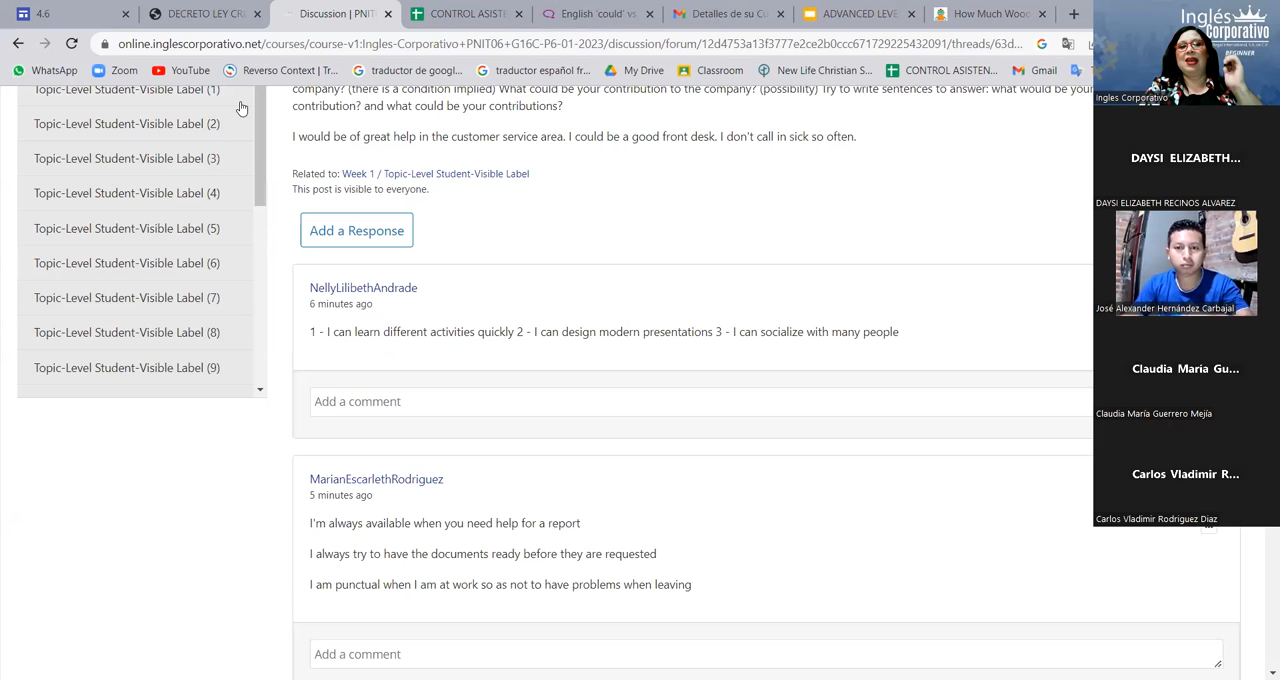 4.6
DECRETO LEY CR
Discussion | PNIT
CONTROL ASISTE
English 'could' vs.
Detalles de su Cu
ADVANCED LEVE
How Much Wood
online.inglescorporativo.net/courses/course-v1:Ingles-Corporativo+PNIT06+G16C-P6-01-2023/discussion/forum/12d4753a13f3777e2ce2b0ccc671729225432091/threads/63d...
WhatsApp
Zoom
YouTube
Reverso Context | Tr...
traductor de googl...
traductor español fr...
My Drive
Classroom
New Life Christian S...
CONTROL ASISTEN...
Gmail
Topic-Level Student-Visible Label (1)
Topic-Level Student-Visible Label (2)
Topic-Level Student-Visible Label (3)
Topic-Level Student-Visible Label (4)
Topic-Level Student-Visible Label (5)
Topic-Level Student-Visible Label (6)
Topic-Level Student-Visible Label (7)
Topic-Level Student-Visible Label (8)
Topic-Level Student-Visible Label (9)
company? (there is a condition implied) What could be your contribution to the company? (possibility) Try to write sentences to answer: what would be your
contribution? and what could be your contributions?
I would be of great help in the customer service area. I could be a good front desk. I don't call in sick so often.
Related to: Week 1 / Topic-Level Student-Visible Label
This post is visible to everyone.
Add a Response
NellyLilibethAndrade
6 minutes ago
1 - I can learn different activities quickly 2 - I can design modern presentations 3 - I can socialize with many people
Add a comment
MarianEscarlethRodriguez
5 minutes ago
I'm always available when you need help for a report
I always try to have the documents ready before they are requested
I am punctual when I am at work so as not to have problems when leaving
Add a comment
Inglés
Corporativo
BEGINNER
Ingles Corporativo
DAYSI ELIZABETH...
DAYSI ELIZABETH RECINOS ALVAREZ
José Alexander Hernández Carbajal
Claudia María Gu...
Claudia María Guerrero Mejía
Carlos Vladimir R...
Carlos Vladimir Rodriguez Diaz